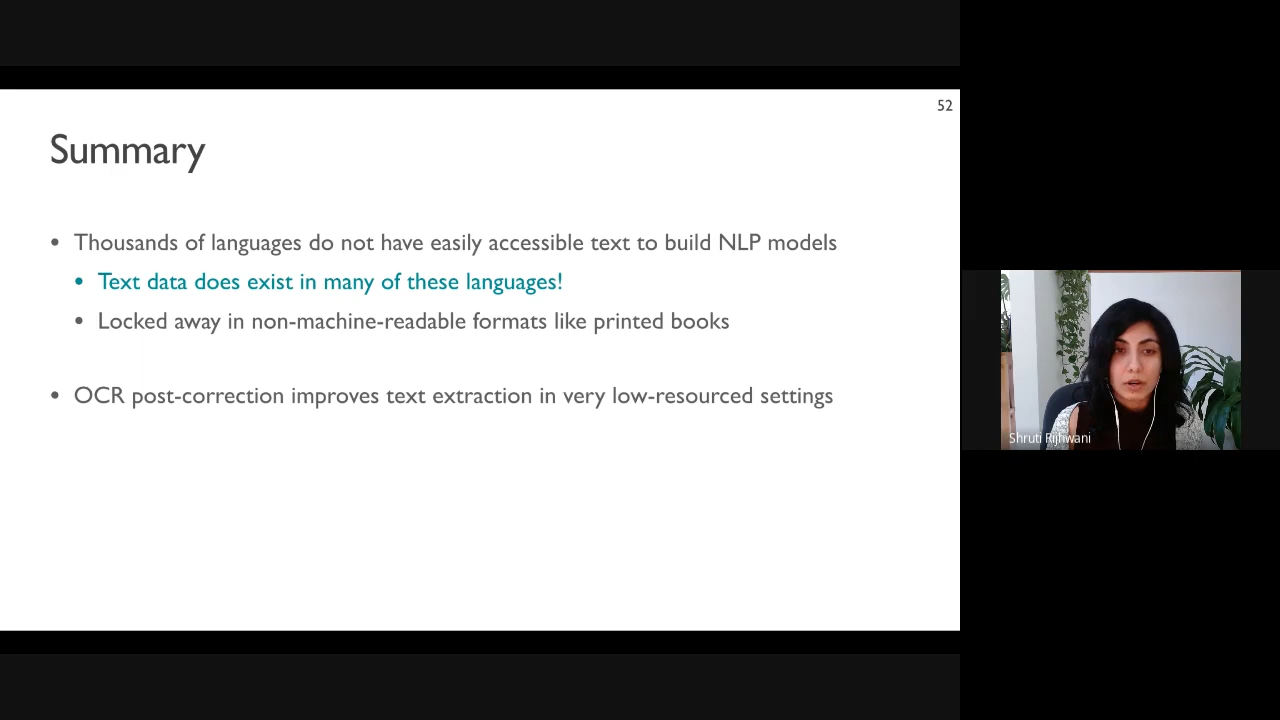 52
Summary
• Thousands of languages do not have easily accessible text to build NLP models
• Text data does exist in many of these languages!
• Locked away in non-machine-readable formats like printed books
• OCR post-correction improves text extraction in very low-resourced settings
Shruti Rijhwani